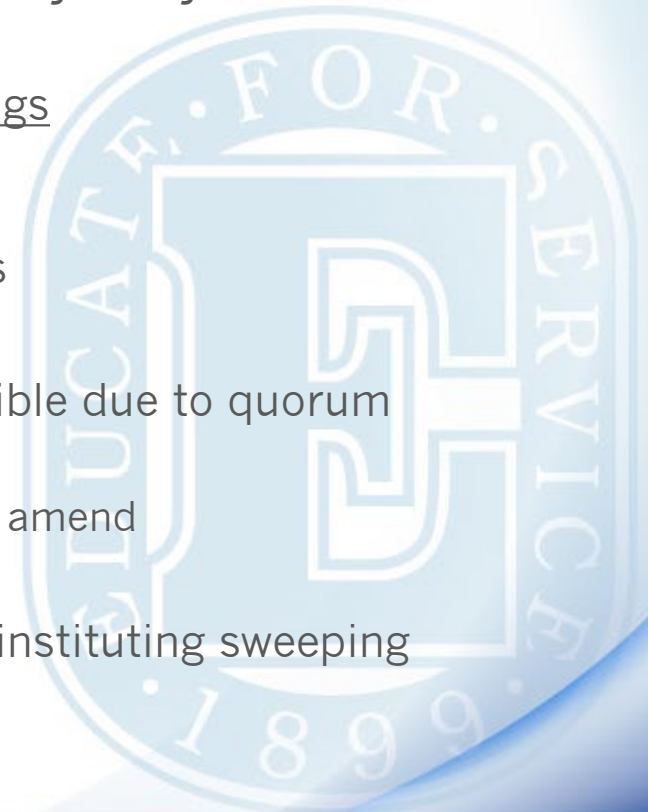 gs
s
ible due to quorum
amend
instituting sweeping
EDUCATE · FOR · SERVICE
· 1899 ·